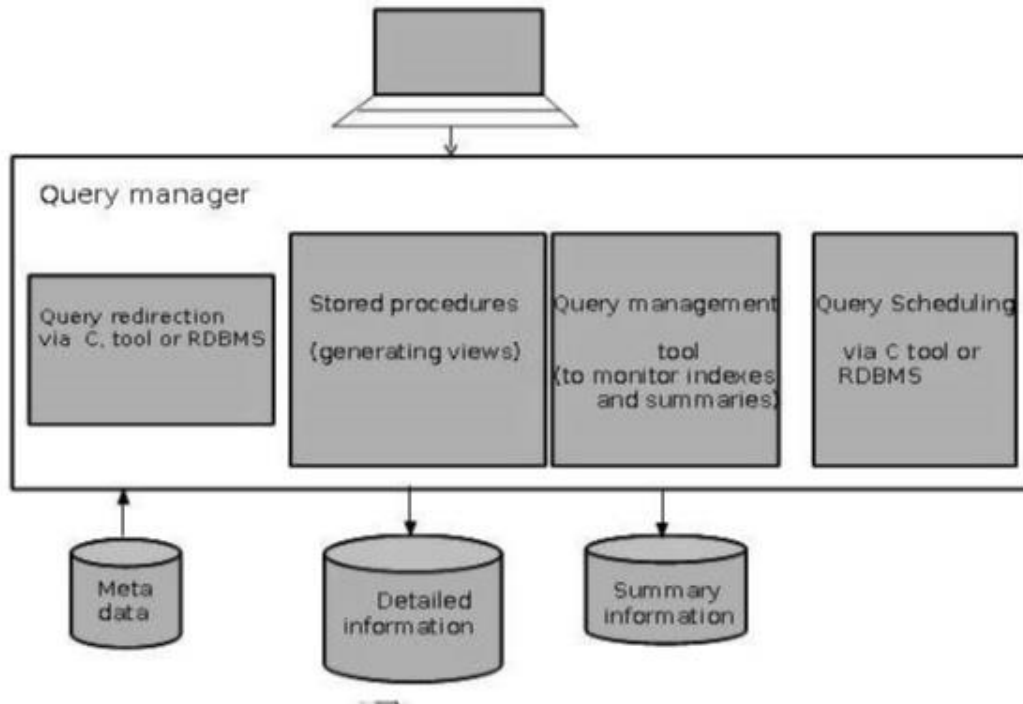 Query manager
Query redirection
via C, tool or RDBMS
Stored procedures
(generating views)
Query management
tool
(to monitor indexes
and summaries)
Query Scheduling
via C tool or
RDBMS
Meta
data
Detailed
information
Summary
information